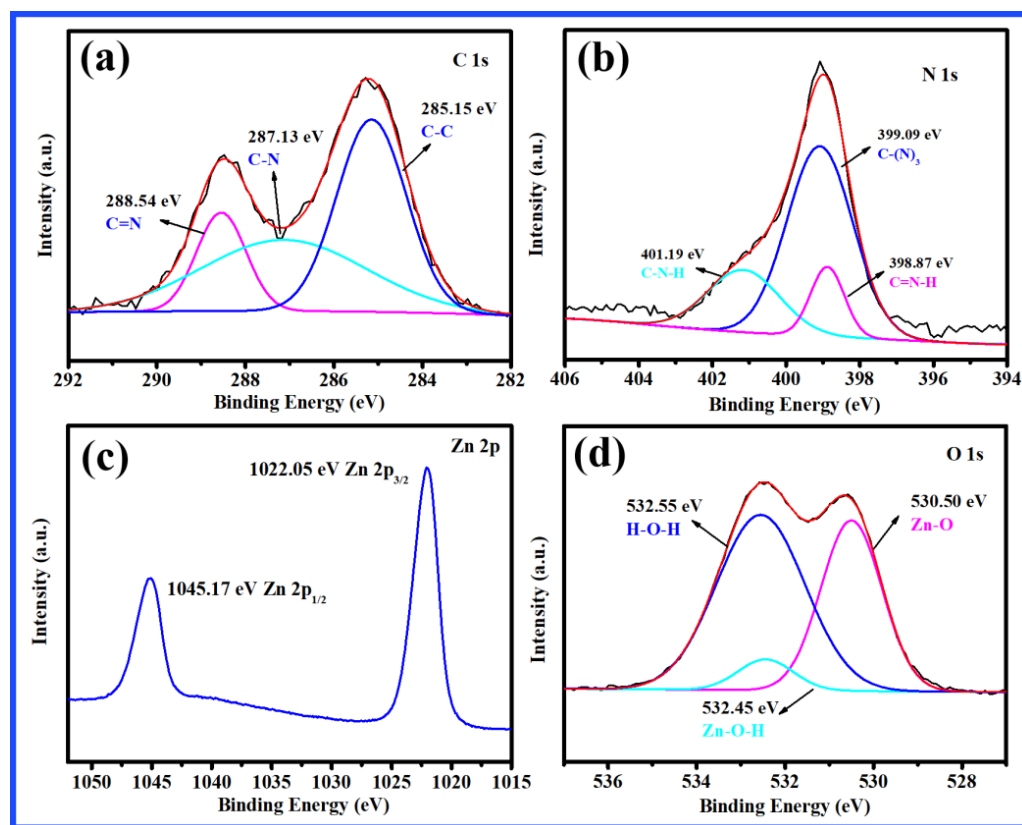 (a)
C 1s
285.15 eV
C-C
287.13 eV
C-N
288.54 eV
C=N
Intensity (a.u.)
292 290 288 286 284 282
Binding Energy (eV)
(b)
N 1s
399.09 eV
C-(N)₃
401.19 eV
C-N-H
398.87 eV
C=N-H
Intensity (a.u.)
406 404 402 400 398 396 394
Binding Energy (eV)
(c)
Zn 2p
1022.05 eV Zn 2p₃/₂
1045.17 eV Zn 2p₁/₂
Intensity (a.u.)
1050 1045 1040 1035 1030 1025 1020 1015
Binding Energy (eV)
(d)
O 1s
532.55 eV
H-O-H
530.50 eV
Zn-O
532.45 eV
Zn-O-H
Intensity (a.u.)
536 534 532 530 528
Binding Energy (eV)